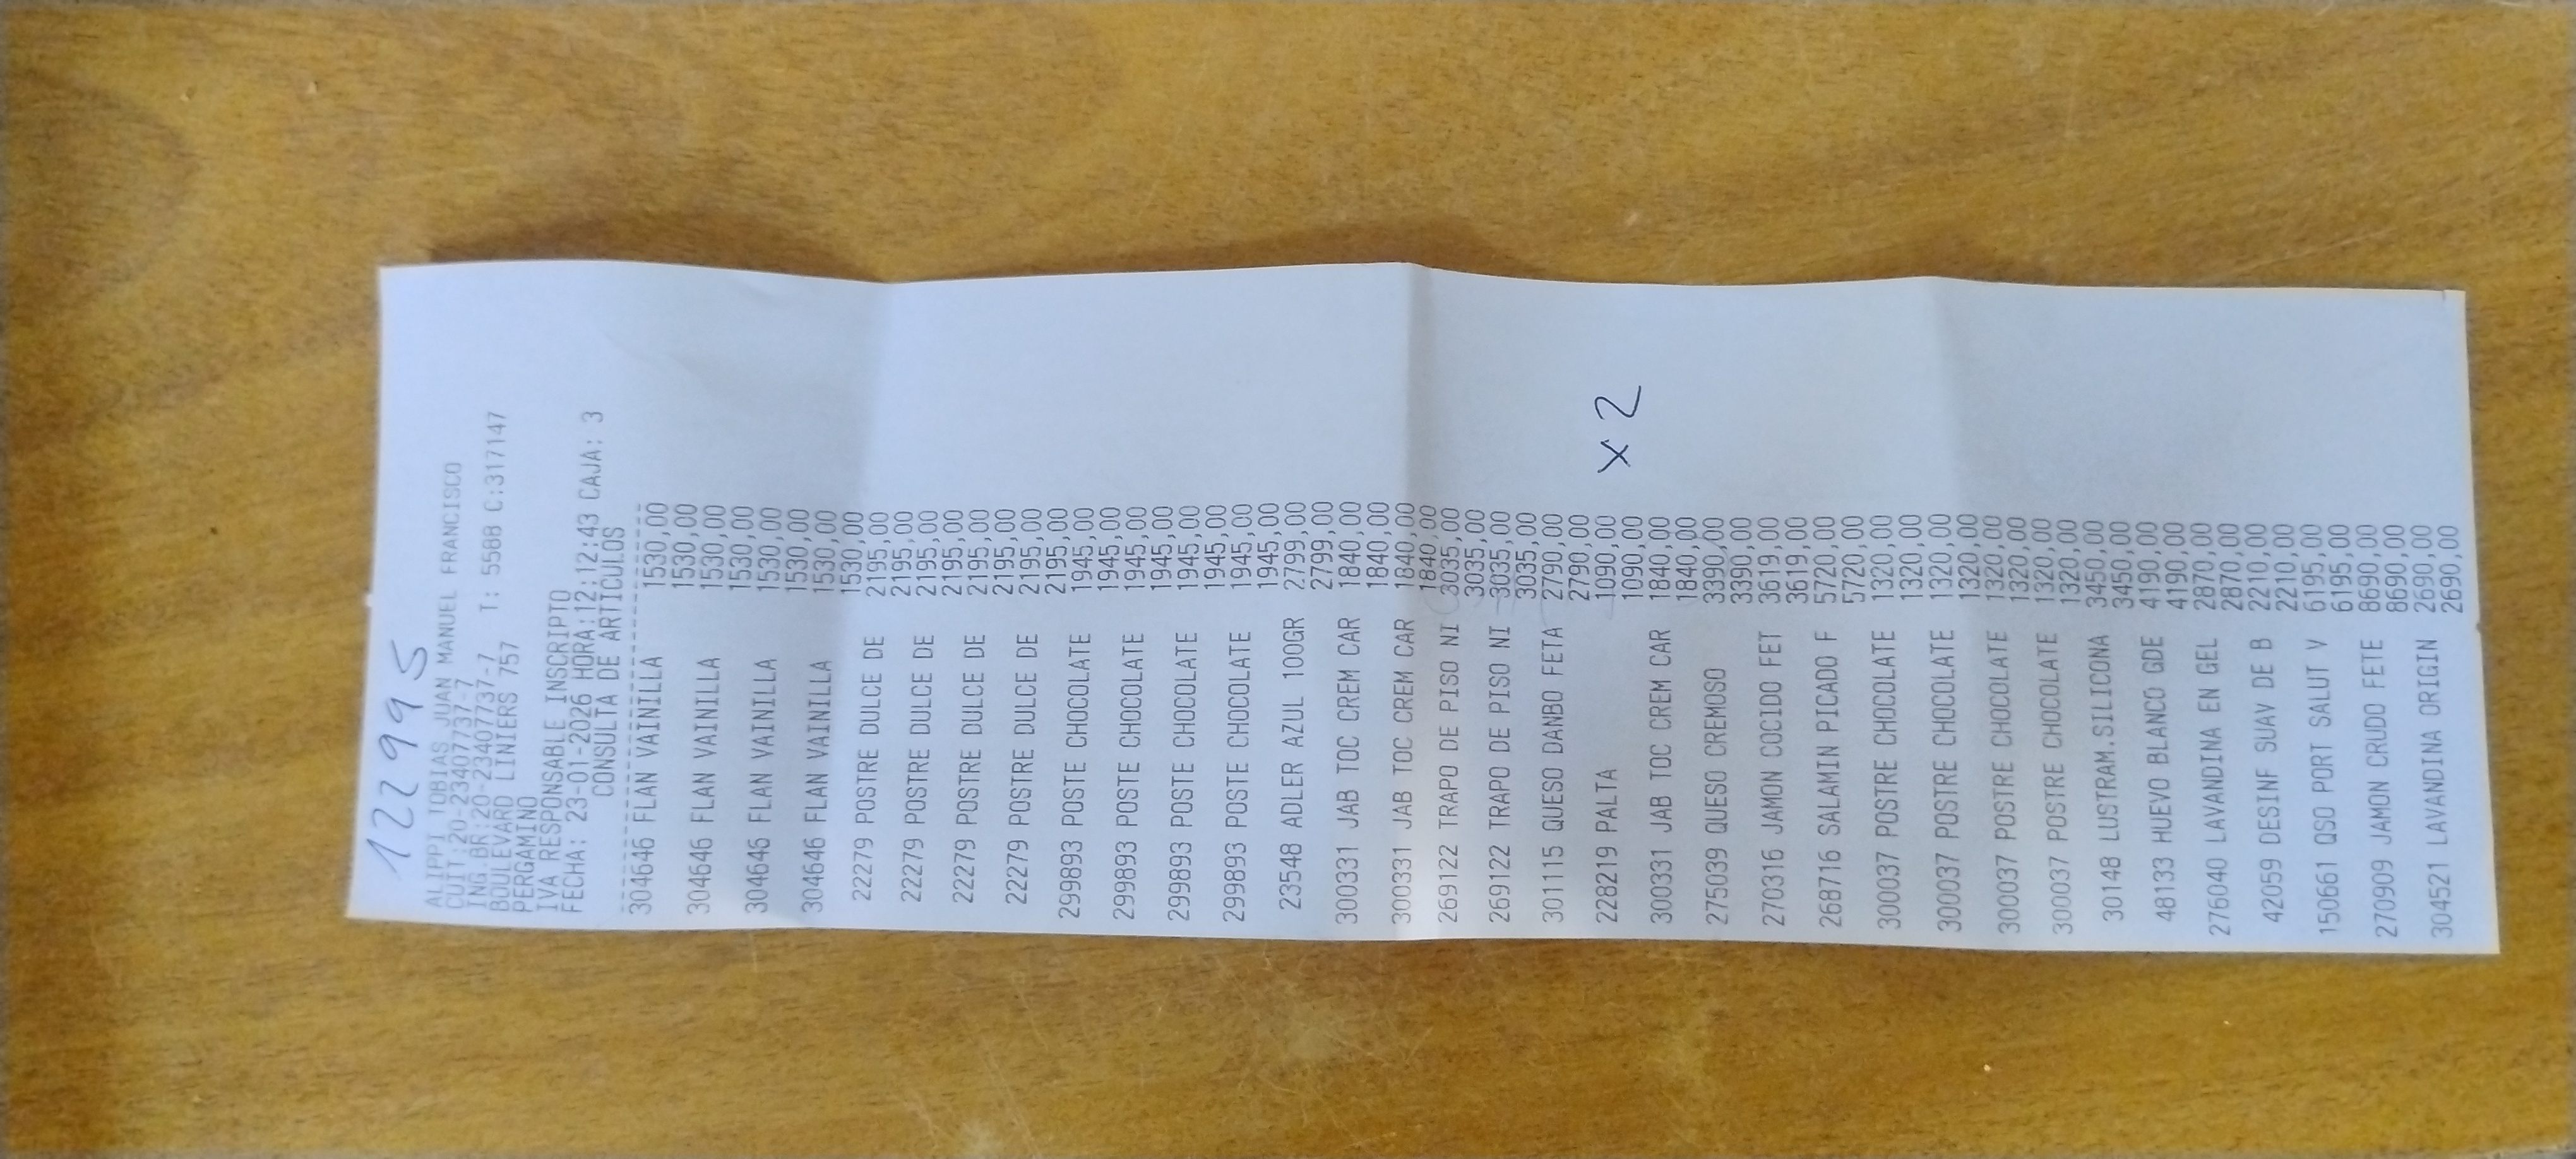 122995
ALIPPI TOBIAS JUAN MANUEL FRANCISCO
CUIT:20-23407737-7
ING.BR:20-23407737-7 T: 5588 C:3171147
BOULEVARD LINIERS 757
PERGAMINO
IVA RESPONSABLE INSCRIPTO
FECHA: 23-01-2026 HORA:12:12:43 CAJA: 3
CONSULTA DE ARTICULOS
304646 FLAN VAINILLA 1530,00
1530,00
304646 FLAN VAINILLA 1530,00
1530,00
304646 FLAN VAINILLA 1530,00
1530,00
304646 FLAN VAINILLA 1530,00
1530,00
22279 POSTRE DULCE DE 2195,00
2195,00
22279 POSTRE DULCE DE 2195,00
2195,00
22279 POSTRE DULCE DE 2195,00
2195,00
22279 POSTRE DULCE DE 2195,00
2195,00
299893 POSTE CHOCOLATE 1945,00
1945,00
299893 POSTE CHOCOLATE 1945,00
1945,00
299893 POSTE CHOCOLATE 1945,00
1945,00
299893 POSTE CHOCOLATE 1945,00
1945,00
23548 ADLER AZUL 100GR 2799,00
2799,00
300331 JAB TOC CREM CAR 1840,00
1840,00
300331 JAB TOC CREM CAR 1840,00
1840,00
269122 TRAPO DE PISO NI 3035,00
3035,00
269122 TRAPO DE PISO NI 3035,00
3035,00
301115 QUESO DANBO FETA 2790,00
2790,00
228219 PALTA 1090,00 x2
1090,00
300331 JAB TOC CREM CAR 1840,00
1840,00
275039 QUESO CREMOSO 3390,00
3390,00
270316 JAMON COCIDO FET 3619,00
3619,00
268716 SALAMIN PICADO F 5720,00
5720,00
300037 POSTRE CHOCOLATE 1320,00
1320,00
300037 POSTRE CHOCOLATE 1320,00
1320,00
300037 POSTRE CHOCOLATE 1320,00
1320,00
300037 POSTRE CHOCOLATE 1320,00
1320,00
30148 LUSTRAM.SILICONA 3450,00
3450,00
48133 HUEVO BLANCO GDE 4190,00
4190,00
276040 LAVANDINA EN GEL 2870,00
2870,00
42059 DESINF SUAV DE B 2210,00
2210,00
150661 QSO PORT SALUT V 6195,00
6195,00
270909 JAMON CRUDO FETE 8690,00
8690,00
304521 LAVANDINA ORIGIN 2690,00
2690,00